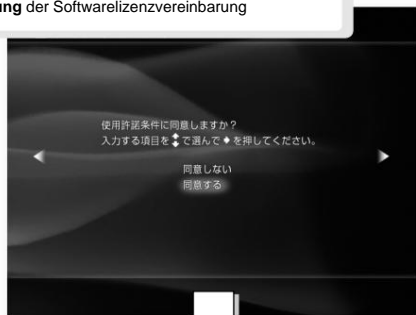 ung der Softwarelizenzvereinbarung
使用許諾条件に同意しますか？
入力する項目を で選んで を押してください。
同意しない
同意する